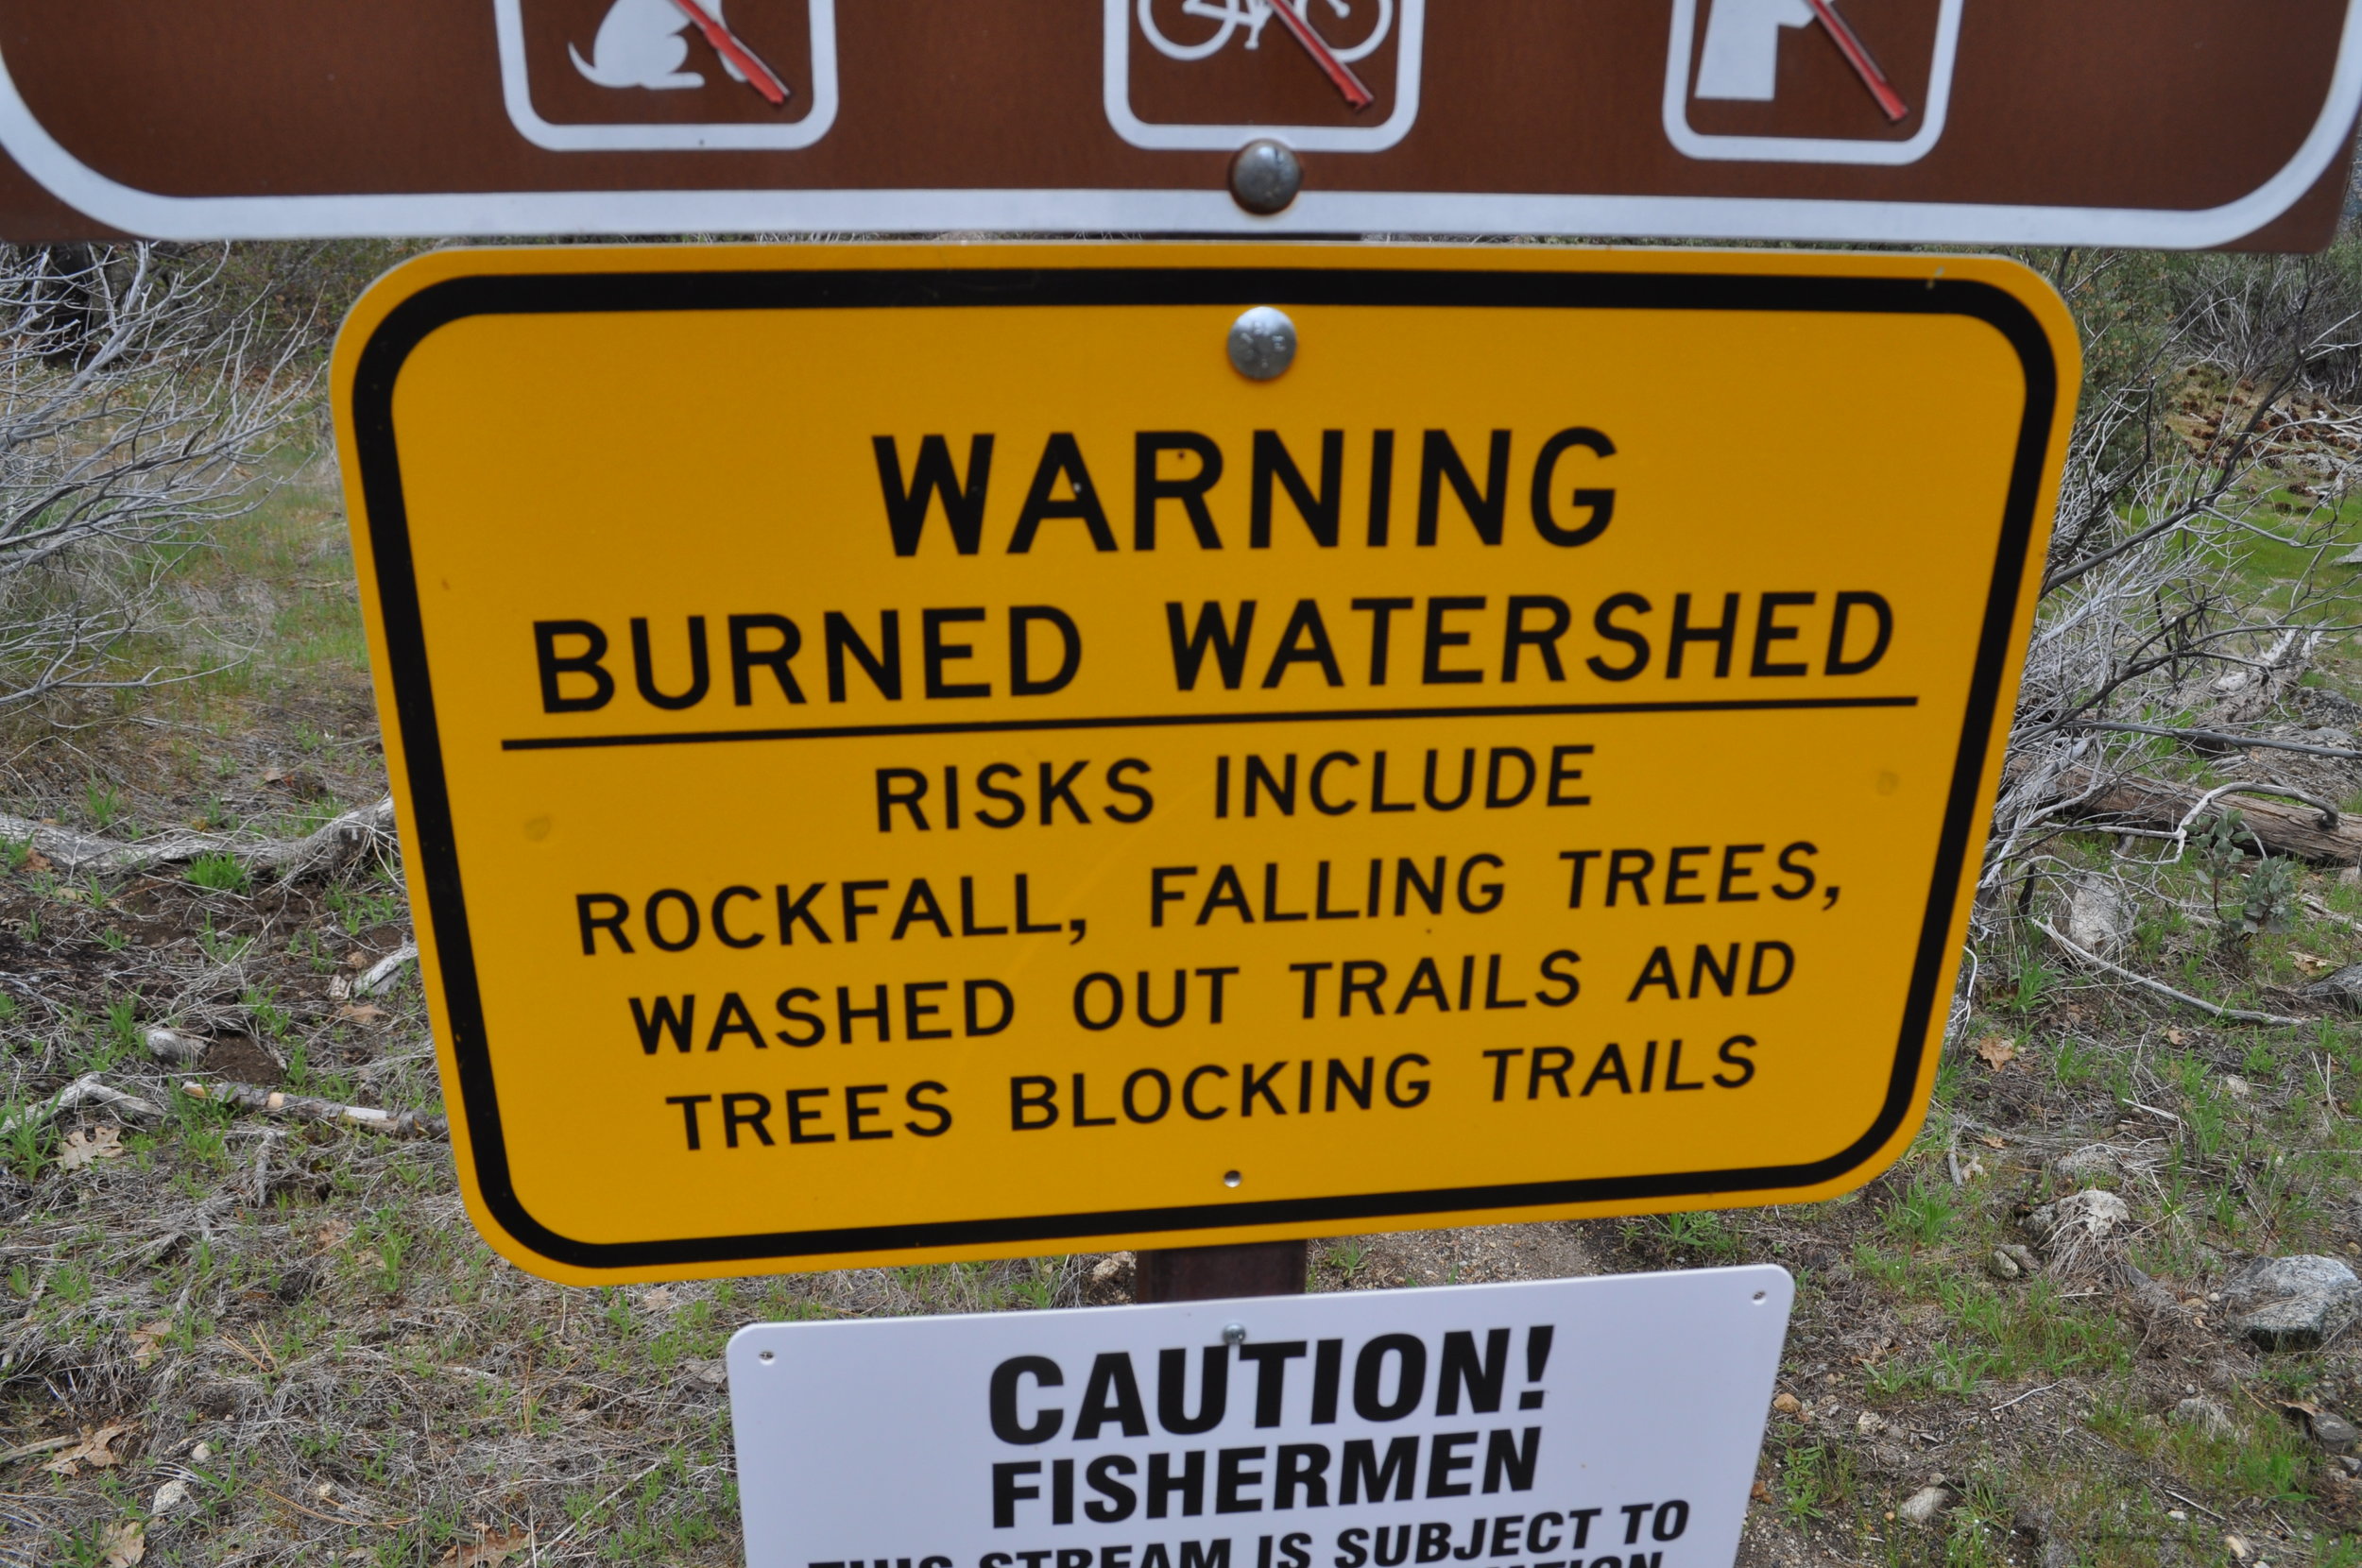 WARNING
BURNED WATERSHED
RISKS INCLUDE
ROCKFALL, FALLING TREES,
WASHED OUT TRAILS AND
TREES BLOCKING TRAILS
CAUTION!
FISHERMEN
THIS STREAM IS SUBJECT TO